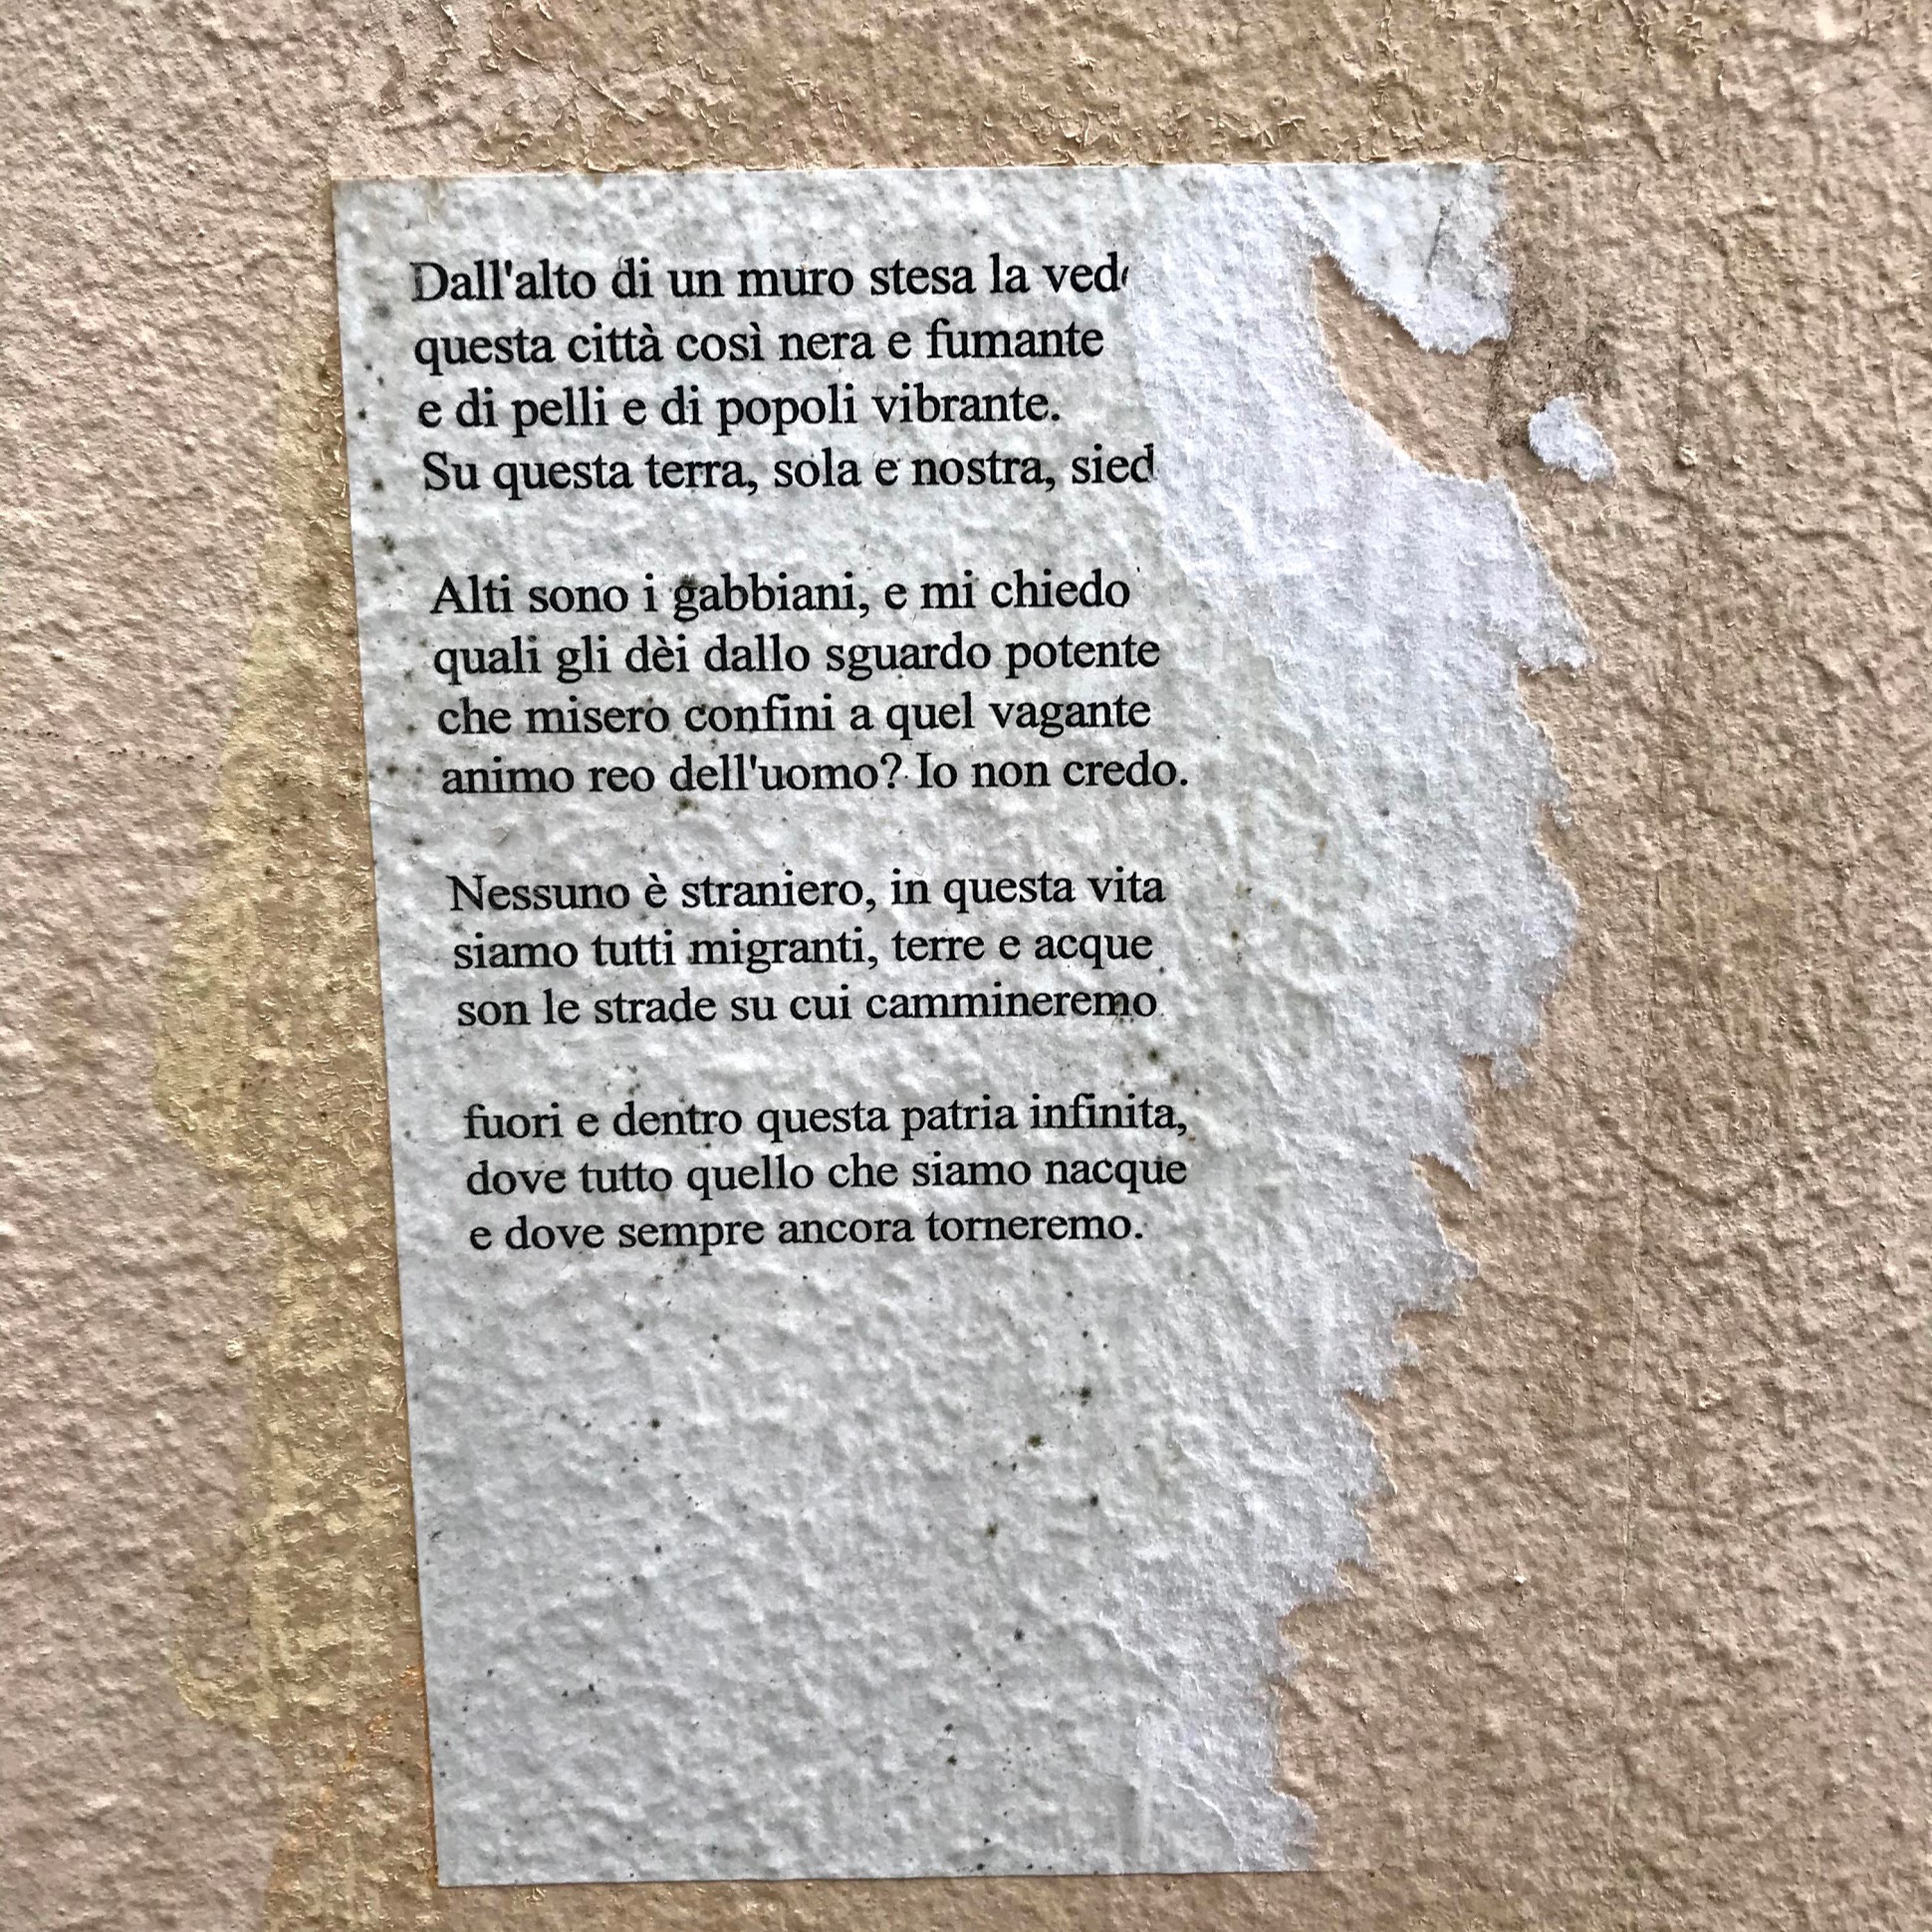 Dall'alto di un muro stesa la ved
questa città così nera e fumante
e di pelli e di popoli vibrante.
Su questa terra, sola e nostra, sied
Alti sono i gabbiani, e mi chiedo
quali gli dèi dallo sguardo potente
che misero confini a quel vagante
animo reo dell'uomo? Io non credo.
Nessuno è straniero, in questa vita
siamo tutti migranti, terre e acque
son le strade su cui cammineremo
fuori e dentro questa patria infinita,
dove tutto quello che siamo nacque
e dove sempre ancora torneremo.